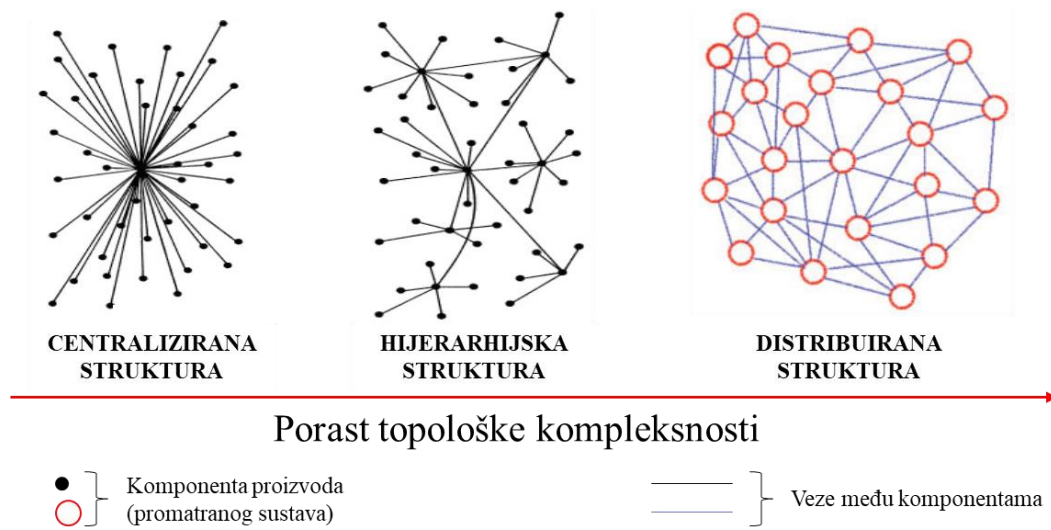 CENTRALIZIRANA
STRUKTURA
HIJERARHIJSKA
STRUKTURA
DISTRIBUIRANA
STRUKTURA
Porast topološke kompleksnosti
Komponenta proizvoda
(promatranog sustava)
Veze među komponentama